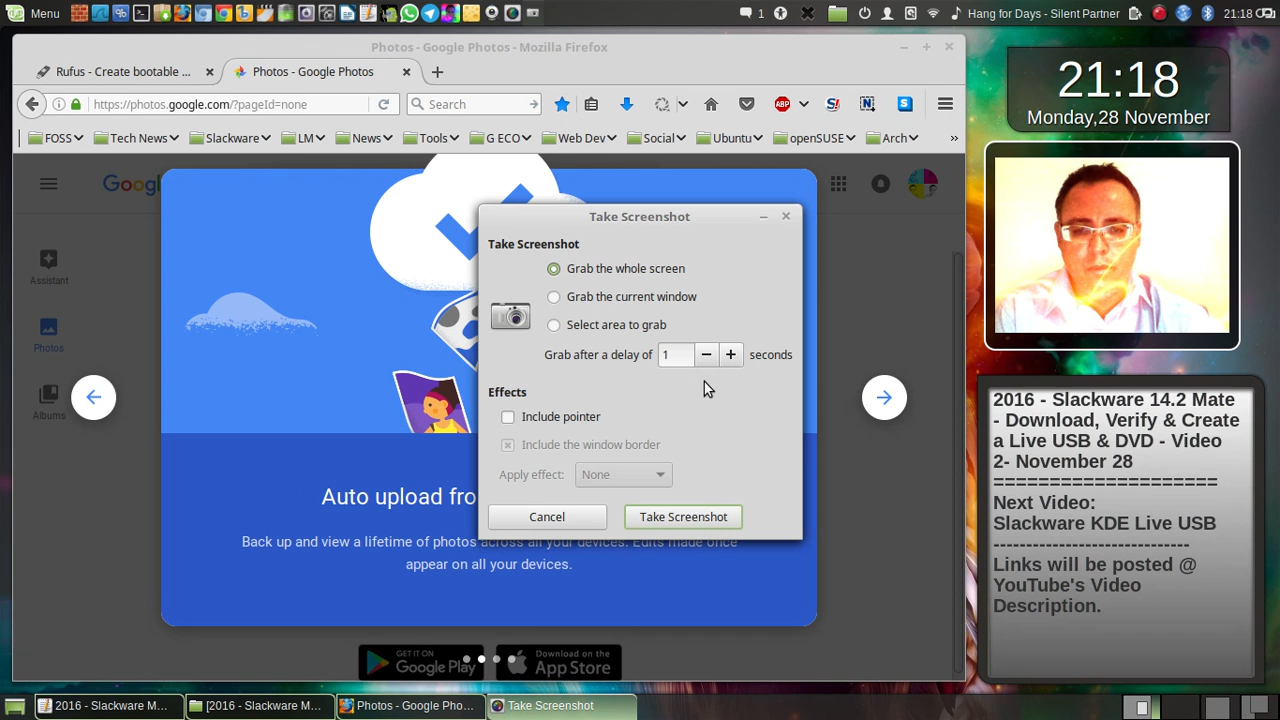 Menu
1
Hang for Days - Silent Partner
21:18
Photos - Google Photos - Mozilla Firefox
Rufus - Create bootable ...
Photos - Google Photos
https://photos.google.com/?pageId=none
Search
ABP
FOSS
Tech News
Slackware
LM
News
Tools
G ECO
Web Dev
Social
Ubuntu
openSUSE
Arch
»
Googl
Assistant
Photos
Albums
Auto upload fro
Back up and view a lifetime of photos across all your devices. Edits made once
appear on all your devices.
GET IT ON
Google Play
Download on the
App Store
Take Screenshot
Take Screenshot
Grab the whole screen
Grab the current window
Select area to grab
Grab after a delay of 1 seconds
Effects
Include pointer
Include the window border
Apply effect: None
Cancel
Take Screenshot
21:18
Monday,28 November
2016 - Slackware 14.2 Mate
- Download, Verify & Create
a Live USB & DVD - Video
2- November 28
=====================
Next Video:
Slackware KDE Live USB
----------------------------
Links will be posted @
YouTube's Video
Description.
2016 - Slackware M...
[2016 - Slackware M...
Photos - Google Pho...
Take Screenshot